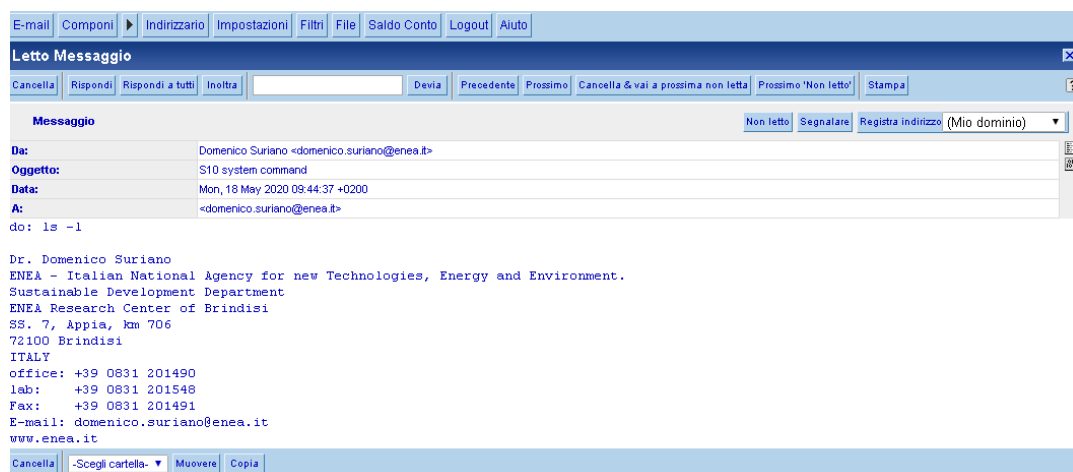 E-mail Componi Indirizzario Impostazioni Filtri File Saldo Conto Logout Aiuto
Letto Messaggio
Cancella Rispondi Rispondi a tutti Inoltra Devia Precedente Prossimo Cancella & vai a prossima non letta Prossimo 'Non letto' Stampa
Messaggio Non letto Segnalare Registra indirizzo (Mio dominio)
Da: Domenico Suriano <domenico.suriano@enea.it>
Oggetto: S10 system command
Data: Mon, 18 May 2020 09:44:37 +0200
A: <domenico.suriano@enea.it>
do: ls -l
Dr. Domenico Suriano
ENEA - Italian National Agency for new Technologies, Energy and Environment.
Sustainable Development Department
ENEA Research Center of Brindisi
SS. 7, Appia, km 706
72100 Brindisi
ITALY
office: +39 0831 201490
lab: +39 0831 201548
Fax: +39 0831 201491
E-mail: domenico.suriano@enea.it
www.enea.it
Cancella -Scegli cartella- Muovere Copia